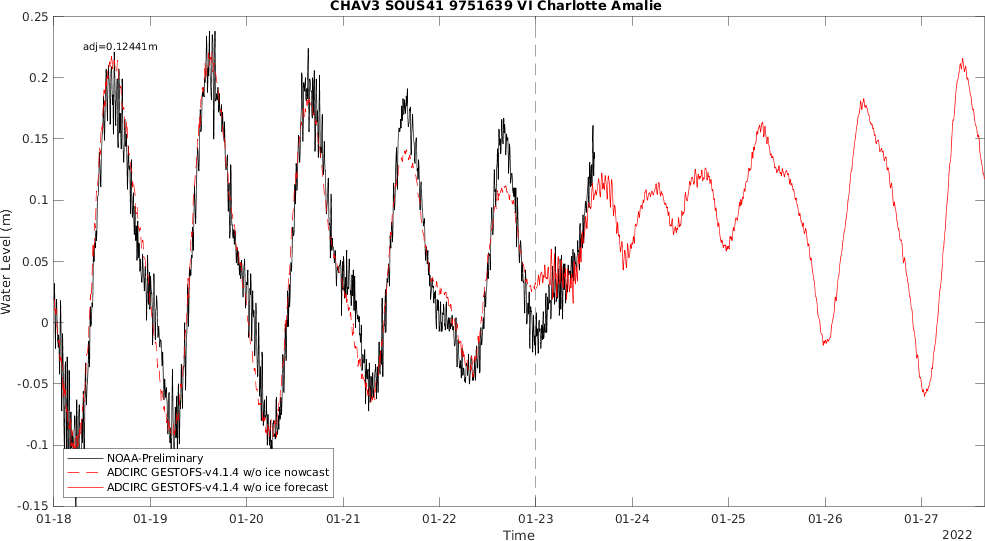 CHAV3 SOUS41 9751639 VI Charlotte Amalie
adj=0.12441m
Water Level (m)
0.25
0.2
0.15
0.1
0.05
0
-0.05
-0.1
-0.15
NOAA-Preliminary
ADCIRC GESTOFS-v4.1.4 w/o ice nowcast
ADCIRC GESTOFS-v4.1.4 w/o ice forecast
01-18 01-19 01-20 01-21 01-22 01-23 01-24 01-25 01-26 01-27
Time
2022